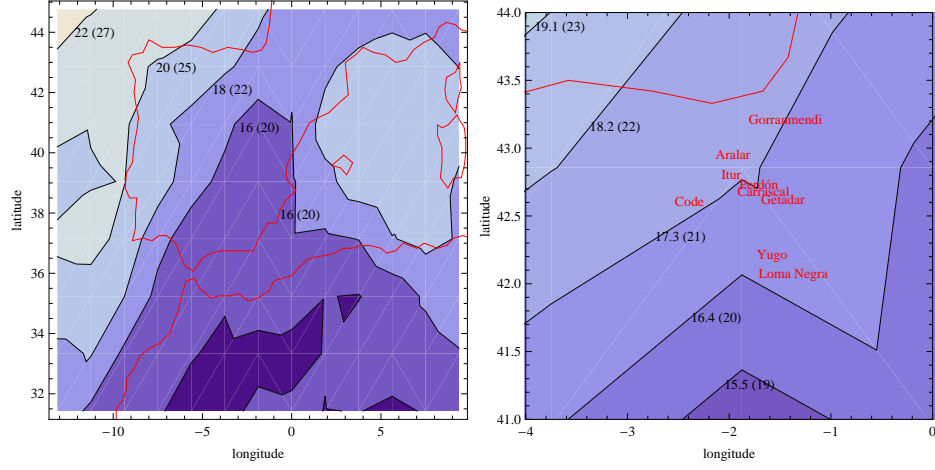 44
42
40
38
36
34
32
latitude
22 (27)
20 (25)
18 (22)
16 (20)
16 (20)
−10
−5
0
5
longitude
44.0
43.5
43.0
42.5
42.0
41.5
41.0
latitude
19.1 (23)
18.2 (22)
Gorranmendi
Aralar
Itur
Perdón
Carrascal
Getadar
Code
17.3 (21)
Yugo
Loma Negra
16.4 (20)
15.5 (19)
−4
−3
−2
−1
0
longitude